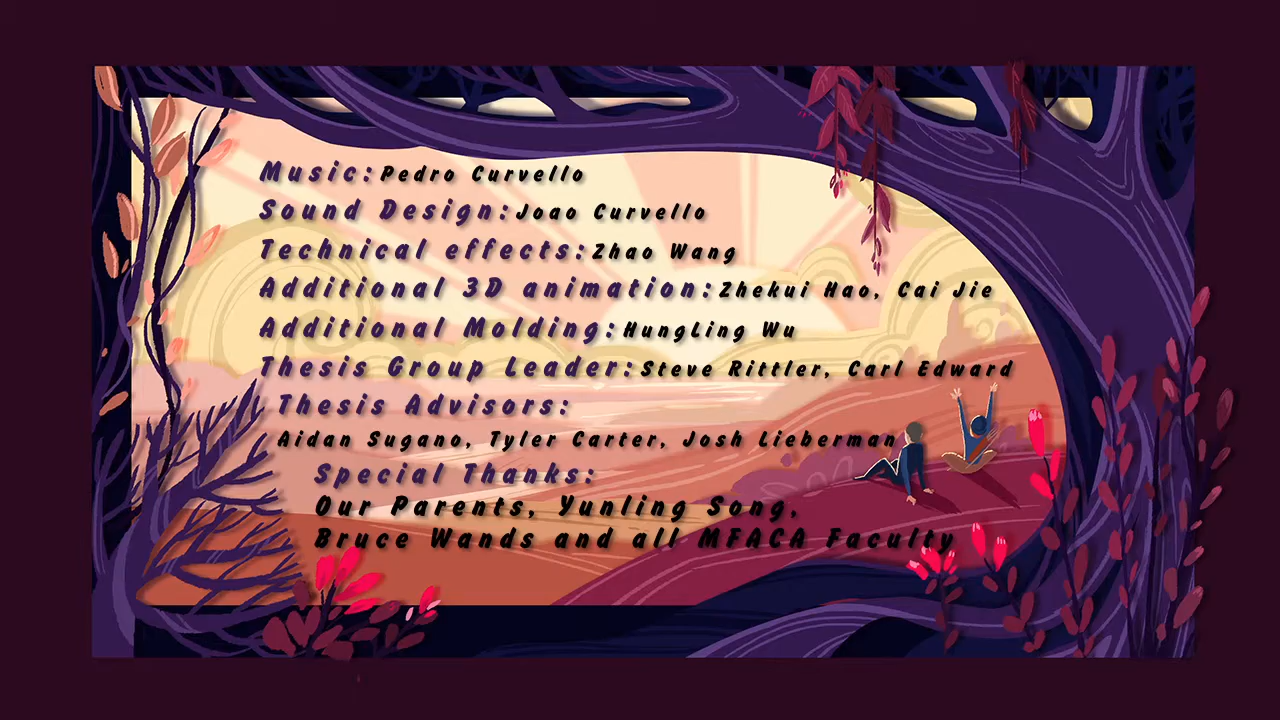 Music: Pedro Curvello
Sound Design: Joao Curvello
Technical effects: Zhao Wang
Additional 3D animation: Zhekui Hao, Cai Jie
Additional Molding: HungLing Wu
Thesis Group Leader: Steve Rittler, Carl Edward
Thesis Advisors:
Aidan Sugano, Tyler Carter, Josh Lieberman
Special Thanks:
Our Parents, Yunling Song,
Bruce Wands and all MFACA Faculty